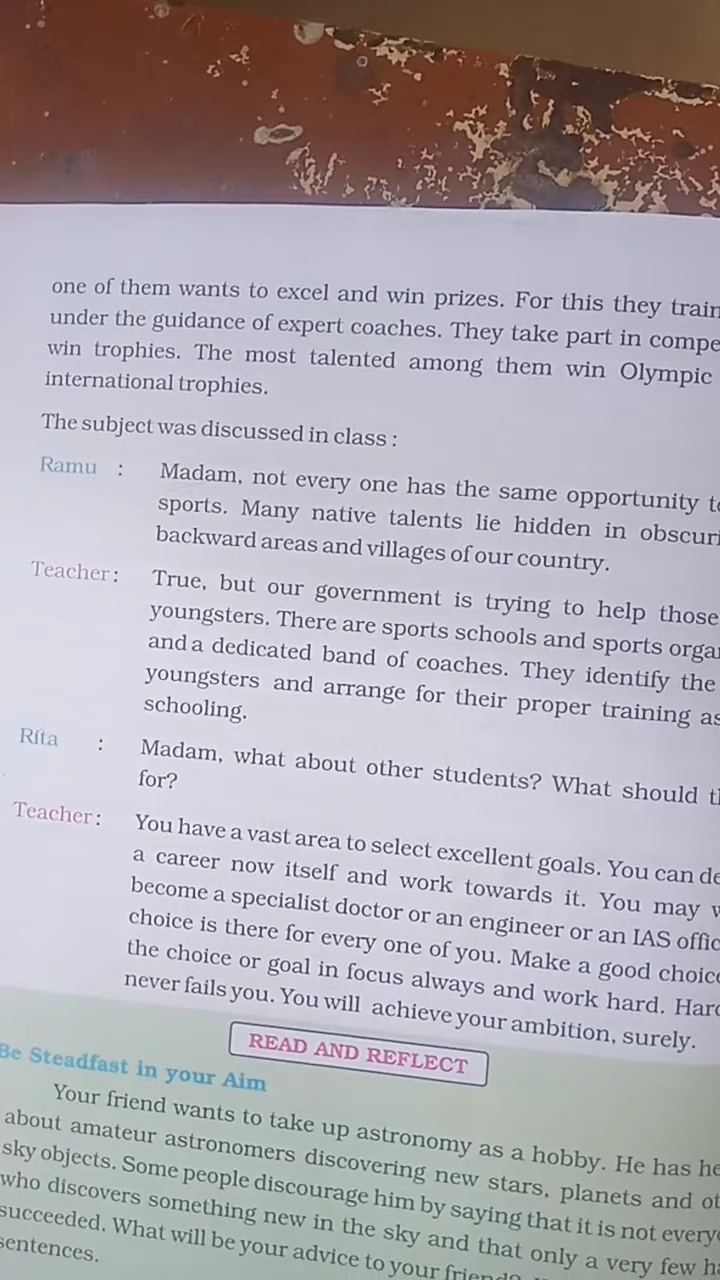 one of them wants to excel and win prizes. For this they train
under the guidance of expert coaches. They take part in
win trophies. The most talented among them win Olympic
international trophies.
The subject was discussed in class :
Ramu : Madam, not every one has the same opportunity
sports. Many native talents lie hidden in
backward areas and villages of our country.
Teacher: True, but our government is trying to help those
youngsters. There are sports schools and sports
and a dedicated band of coaches. They identify the
youngsters and arrange for their proper training
schooling.
Rita : Madam, what about other students? What should
for?
Teacher: You have a vast area to select excellent goals. You can
a career now itself and work towards it. You may
become a specialist doctor or an engineer or an IAS
choice is there for every one of you. Make a good
the choice or goal in focus always and work hard.
never fails you. You will achieve your ambition, surely.
READ AND REFLECT
Be Steadfast in your Aim
Your friend wants to take up astronomy as a hobby. He has
about amateur astronomers discovering new stars, planets and
sky objects. Some people discourage him by saying that it is not
who discovers something new in the sky and that only a very few
succeeded. What will be your advice to your
sentences.